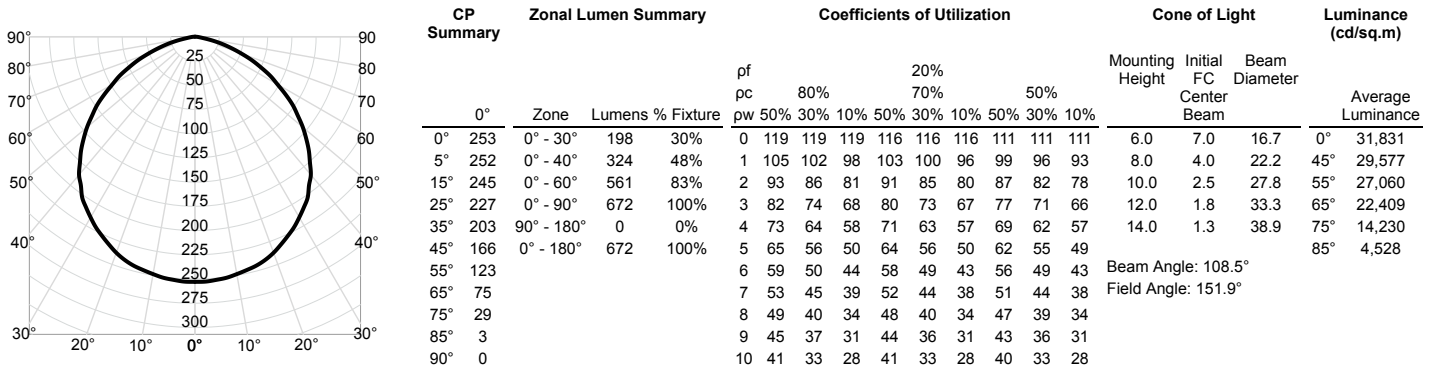 90° 90
80° 80
70° 70
60° 60°
50° 50°
40° 40°
30° 20° 10° 0° 10° 20° 30°
25
50
75
100
125
150
175
200
225
250
275
300
CP Summary
0°
0° 253
5° 252
15° 245
25° 227
35° 203
45° 166
55° 123
65° 75
75° 29
85° 3
90° 0
Zonal Lumen Summary
Zone Lumens % Fixture
0° - 30° 198 30%
0° - 40° 324 48%
0° - 60° 561 83%
0° - 90° 672 100%
90° - 180° 0 0%
0° - 180° 672 100%
Coefficients of Utilization
ρf 20%
ρc 80% 70% 50%
ρw 50% 30% 10% 50% 30% 10% 50% 30% 10%
0 119 119 119 116 116 116 111 111 111
1 105 102 98 103 100 96 99 96 93
2 93 86 81 91 85 80 87 82 78
3 82 74 68 80 73 67 77 71 66
4 73 64 58 71 63 57 69 62 57
5 65 56 50 64 56 50 62 55 49
6 59 50 44 58 49 43 56 49 43
7 53 45 39 52 44 38 51 44 38
8 49 40 34 48 40 34 47 39 34
9 45 37 31 44 36 31 43 36 31
10 41 33 28 41 33 28 40 33 28
Cone of Light
Mounting Initial Beam
Height FC Diameter
Center
Beam
6.0 7.0 16.7
8.0 4.0 22.2
10.0 2.5 27.8
12.0 1.8 33.3
14.0 1.3 38.9
Beam Angle: 108.5°
Field Angle: 151.9°
Luminance
(cd/sq.m)
Average
Luminance
0° 31,831
45° 29,577
55° 27,060
65° 22,409
75° 14,230
85° 4,528